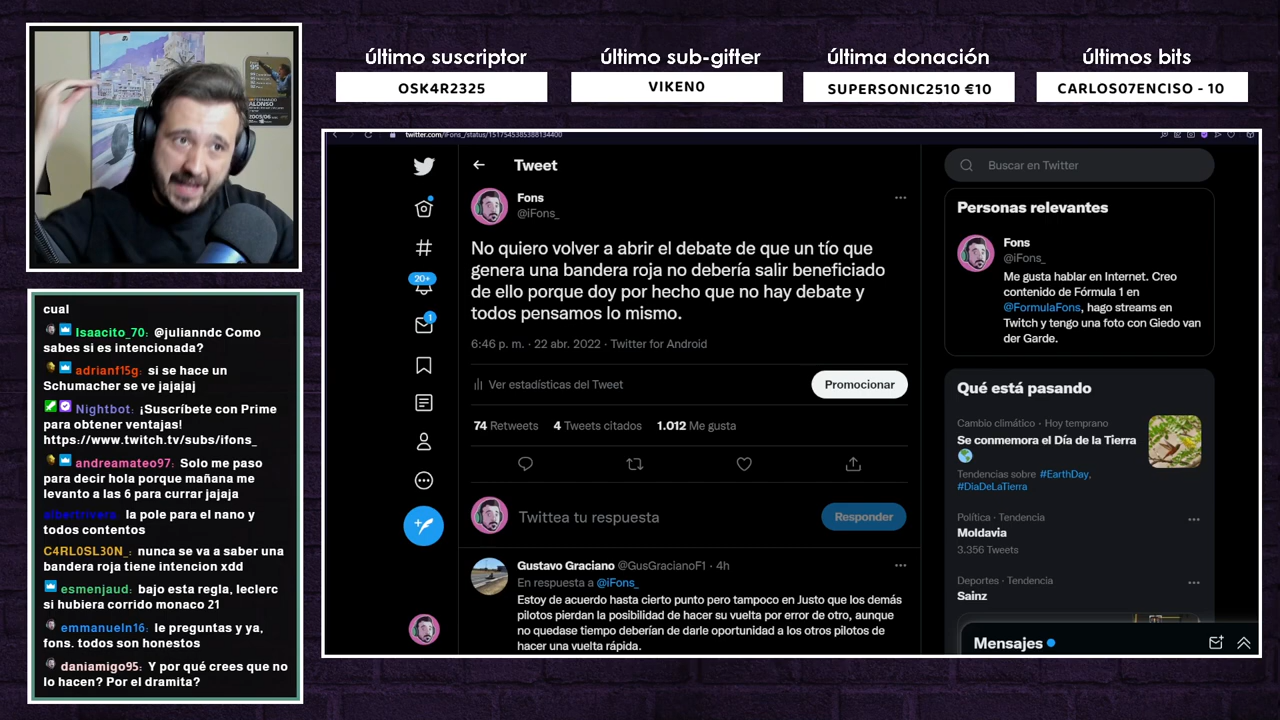 último suscriptor
OSK4R2325
último sub-gifter
VIKEN0
última donación
SUPERSONIC2510 €10
últimos bits
CARLOS07ENCISO - 10
ALONSO
twitter.com/iFons_/status/1517545385388134400
cual
Isaacito_70: @julianndc Como
sabes si es intencionada?
adrianf15g: si se hace un
Schumacher se ve jajajaj
Nightbot: ¡Suscríbete con Prime
para obtener ventajas!
https://www.twitch.tv/subs/ifons_
andreamateo97: Solo me paso
para decir hola porque mañana me
levanto a las 6 para currar jajaja
albertrivera: la pole para el nano y
todos contentos
C4RL0SL30N_: nunca se va a saber una
bandera roja tiene intencion xdd
esmenjaud: bajo esta regla, leclerc
si hubiera corrido monaco 21
emmanueln16: le preguntas y ya,
fons. todos son honestos
daniamigo95: Y por qué crees que no
lo hacen? Por el dramita?
20+
1
Tweet
Fons
@iFons_
No quiero volver a abrir el debate de que un tío que
genera una bandera roja no debería salir beneficiado
de ello porque doy por hecho que no hay debate y
todos pensamos lo mismo.
6:46 p. m. · 22 abr. 2022 · Twitter for Android
Ver estadísticas del Tweet
Promocionar
74 Retweets 4 Tweets citados 1.012 Me gusta
Twittea tu respuesta
Responder
Gustavo Graciano @GusGracianoF1 · 4h
En respuesta a @iFons_
Estoy de acuerdo hasta cierto punto pero tampoco en Justo que los demás
pilotos pierdan la posibilidad de hacer su vuelta por error de otro, aunque
no quedase tiempo deberían de darle oportunidad a los otros pilotos de
hacer una vuelta rápida.
Buscar en Twitter
Personas relevantes
Fons
@iFons_
Me gusta hablar en Internet. Creo
contenido de Fórmula 1 en
@FormulaFons, hago streams en
Twitch y tengo una foto con Giedo van
der Garde.
Qué está pasando
Cambio climático · Hoy temprano
Se conmemora el Día de la Tierra
Tendencias sobre #EarthDay,
#DiaDeLaTierra
Política · Tendencia
Moldavia
3.356 Tweets
Deportes · Tendencia
Sainz
Mensajes